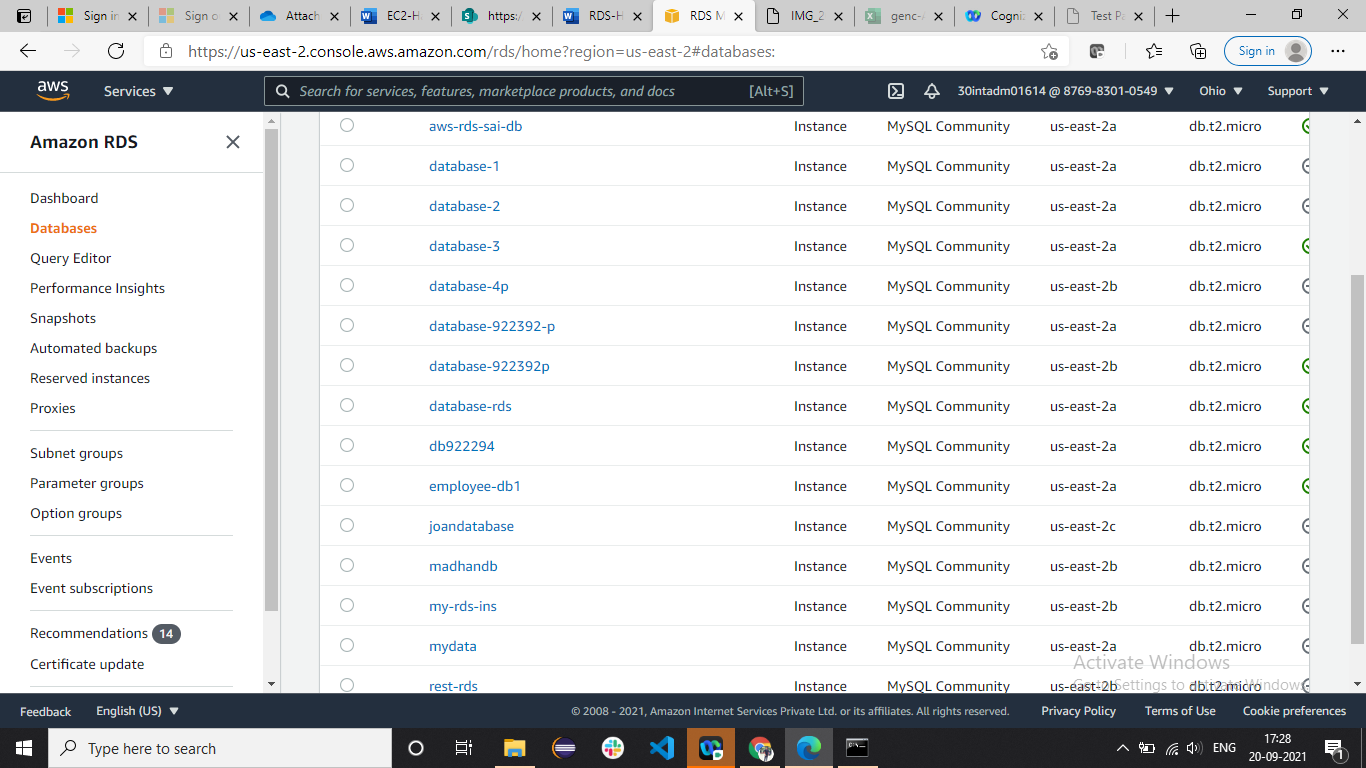 Sign in
Sign o
Attach
EC2-H
https:/
RDS-H
RDS M
IMG_2
genc-
Cogni
Test P
https://us-east-2.console.aws.amazon.com/rds/home?region=us-east-2#databases:
Sign in
aws
Services
Search for services, features, marketplace products, and docs [Alt+S]
30intadm01614 @ 8769-8301-0549
Ohio
Support
Amazon RDS
Dashboard
Databases
Query Editor
Performance Insights
Snapshots
Automated backups
Reserved instances
Proxies
Subnet groups
Parameter groups
Option groups
Events
Event subscriptions
Recommendations 14
Certificate update
aws-rds-sai-db Instance MySQL Community us-east-2a db.t2.micro
database-1 Instance MySQL Community us-east-2a db.t2.micro
database-2 Instance MySQL Community us-east-2a db.t2.micro
database-3 Instance MySQL Community us-east-2a db.t2.micro
database-4p Instance MySQL Community us-east-2b db.t2.micro
database-922392-p Instance MySQL Community us-east-2a db.t2.micro
database-922392p Instance MySQL Community us-east-2b db.t2.micro
database-rds Instance MySQL Community us-east-2a db.t2.micro
db922294 Instance MySQL Community us-east-2a db.t2.micro
employee-db1 Instance MySQL Community us-east-2a db.t2.micro
joandatabase Instance MySQL Community us-east-2c db.t2.micro
madhandb Instance MySQL Community us-east-2b db.t2.micro
my-rds-ins Instance MySQL Community us-east-2b db.t2.micro
mydata Instance MySQL Community us-east-2a db.t2.micro
rest-rds Instance MySQL Community us-east-2b db.t2.micro
Activate Windows
Go to Settings to activate Windows.
Feedback
English (US)
© 2008 - 2021, Amazon Internet Services Private Ltd. or its affiliates. All rights reserved.
Privacy Policy
Terms of Use
Cookie preferences
Type here to search
ENG
17:28
20-09-2021
1